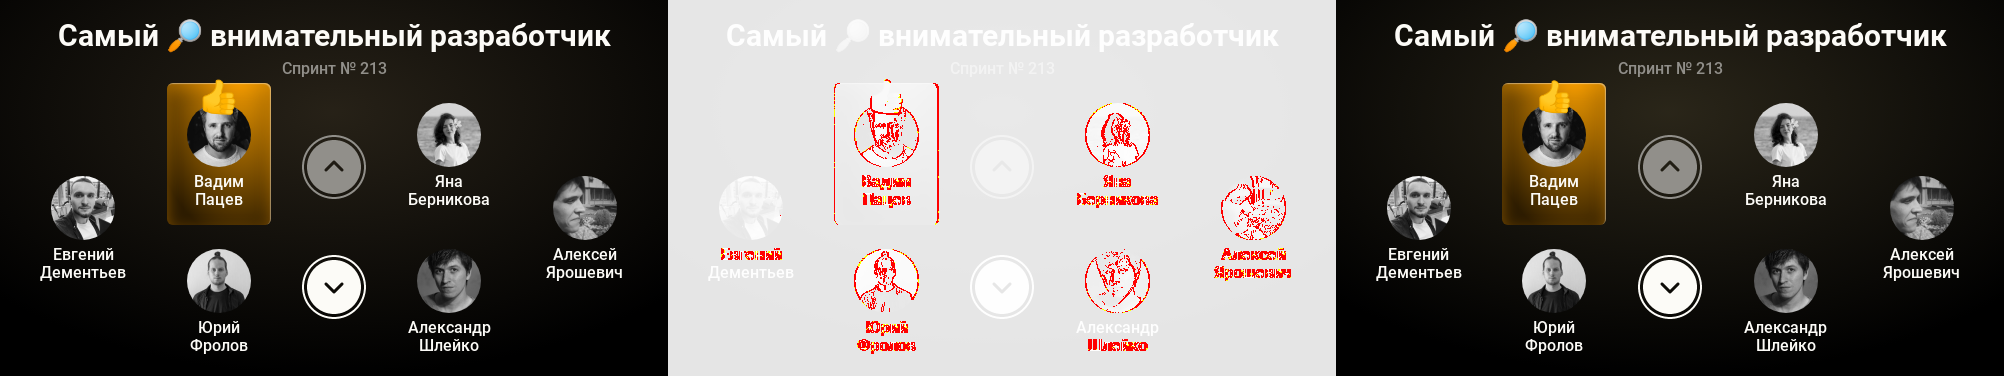 Самый 🔎 внимательный разработчик
Спринт № 213
Вадим
Пацев
Яна
Берникова
Евгений
Дементьев
Алексей
Ярошевич
Юрий
Фролов
Александр
Шлейко
Самый 🔎 внимательный разработчик
Спринт № 213
Вадим
Пацев
Яна
Берникова
Евгений
Дементьев
Алексей
Ярошевич
Юрий
Фролов
Александр
Шлейко
Самый 🔎 внимательный разработчик
Спринт № 213
Вадим
Пацев
Яна
Берникова
Евгений
Дементьев
Алексей
Ярошевич
Юрий
Фролов
Александр
Шлейко